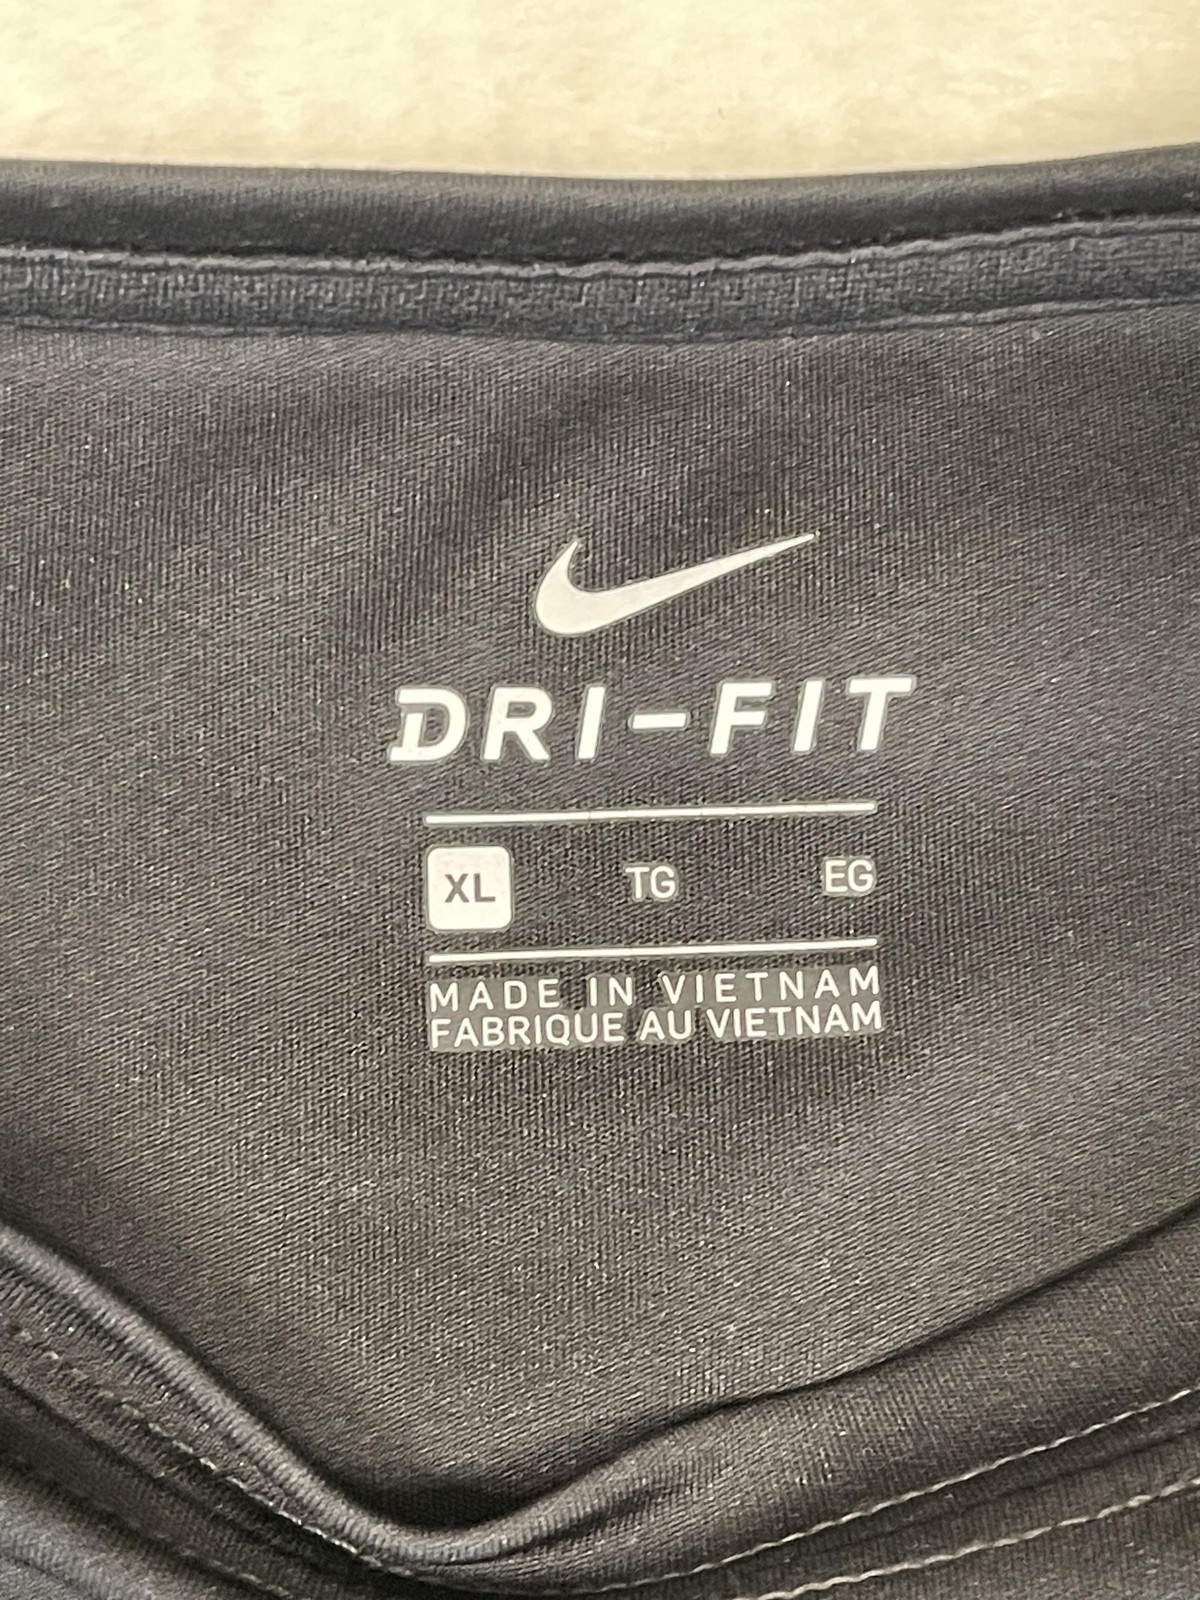 DRI-FIT
XL TG EG
MADE IN VIETNAM
FABRIQUE AU VIETNAM